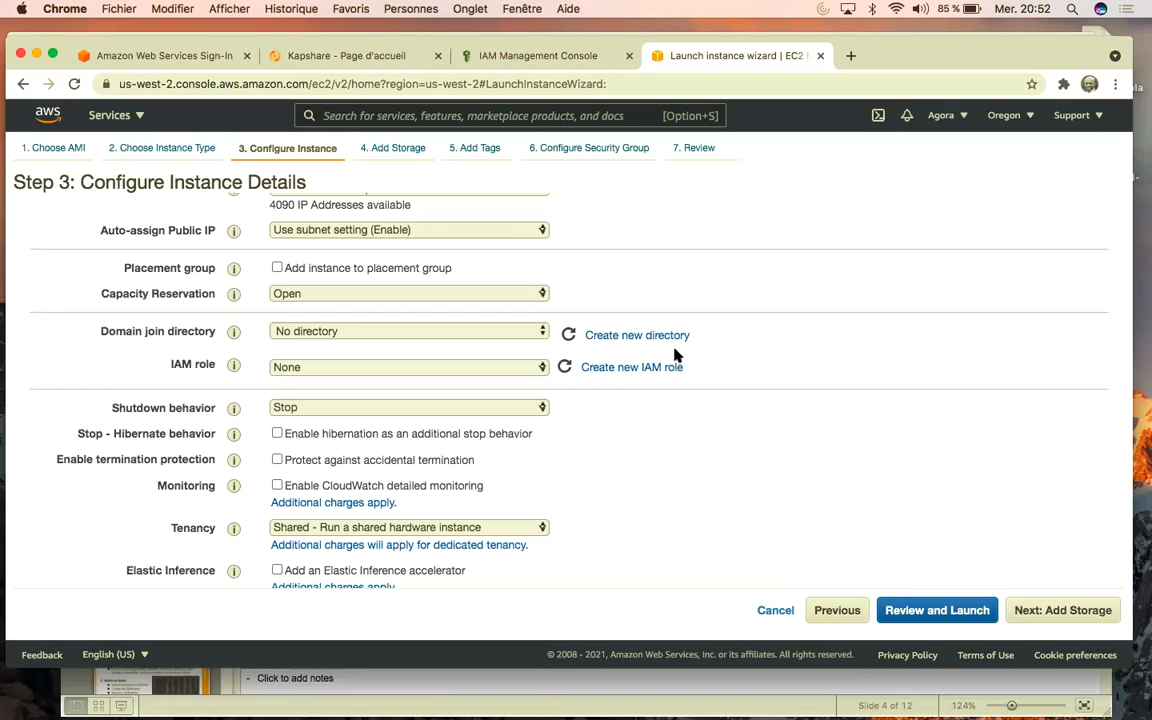 Chrome Fichier Modifier Afficher Historique Favoris Personnes Onglet Fenêtre Aide 85 % Mer. 20:52
Amazon Web Services Sign-In Kapshare - Page d'accueil IAM Management Console Launch instance wizard | EC2
us-west-2.console.aws.amazon.com/ec2/v2/home?region=us-west-2#LaunchInstanceWizard:
aws Services Search for services, features, marketplace products, and docs [Option+S] Agora Oregon Support
1. Choose AMI 2. Choose Instance Type 3. Configure Instance 4. Add Storage 5. Add Tags 6. Configure Security Group 7. Review
Step 3: Configure Instance Details
4090 IP Addresses available
Auto-assign Public IP Use subnet setting (Enable)
Placement group Add instance to placement group
Capacity Reservation Open
Domain join directory No directory Create new directory
IAM role None Create new IAM role
Shutdown behavior Stop
Stop - Hibernate behavior Enable hibernation as an additional stop behavior
Enable termination protection Protect against accidental termination
Monitoring Enable CloudWatch detailed monitoring
Additional charges apply.
Tenancy Shared - Run a shared hardware instance
Additional charges will apply for dedicated tenancy.
Elastic Inference Add an Elastic Inference accelerator
Additional charges apply.
Cancel Previous Review and Launch Next: Add Storage
Feedback English (US) © 2008 - 2021, Amazon Web Services, Inc. or its affiliates. All rights reserved. Privacy Policy Terms of Use Cookie preferences
- Click to add notes
Slide 4 of 12 124%